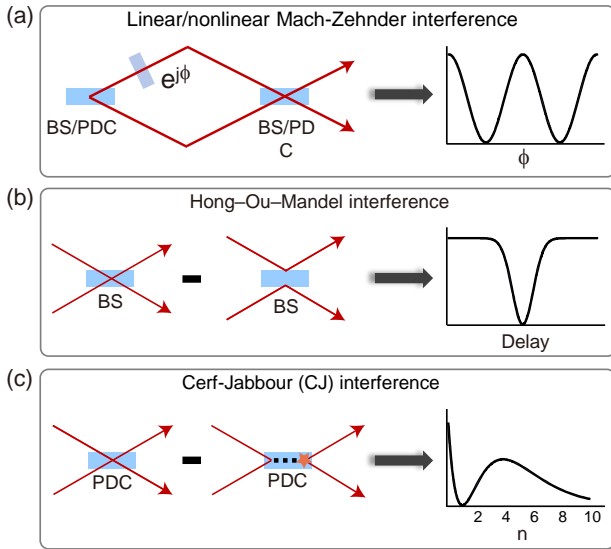 (a)
Linear/nonlinear Mach-Zehnder interference
e^{jϕ}
BS/PDC
BS/PD
C
ϕ
(b)
Hong–Ou–Mandel interference
BS
BS
Delay
(c)
Cerf-Jabbour (CJ) interference
PDC
PDC
2 4 6 8 10
n